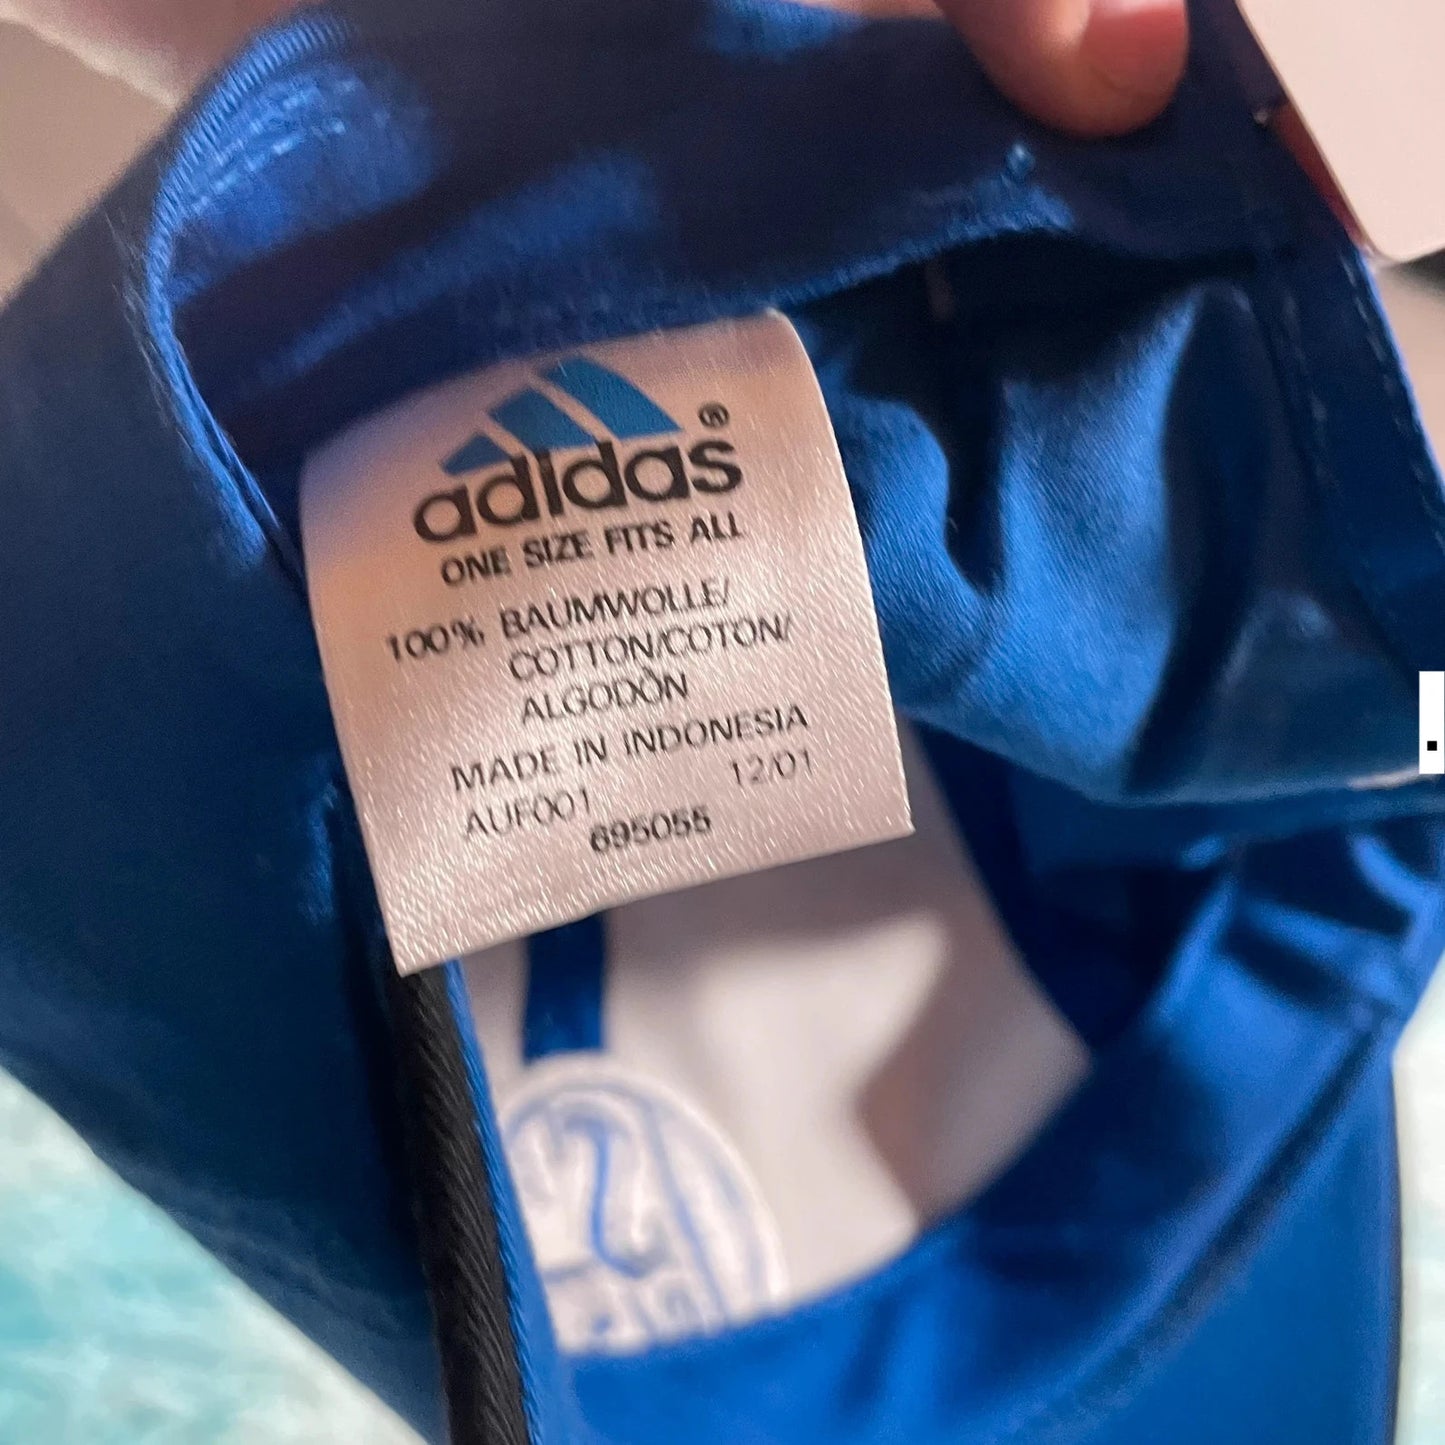 adidas®
ONE SIZE FITS ALL
100% BAUMWOLLE/
COTTON/COTON/
ALGODÒN
MADE IN INDONESIA
AUF001 12/01
695055
.